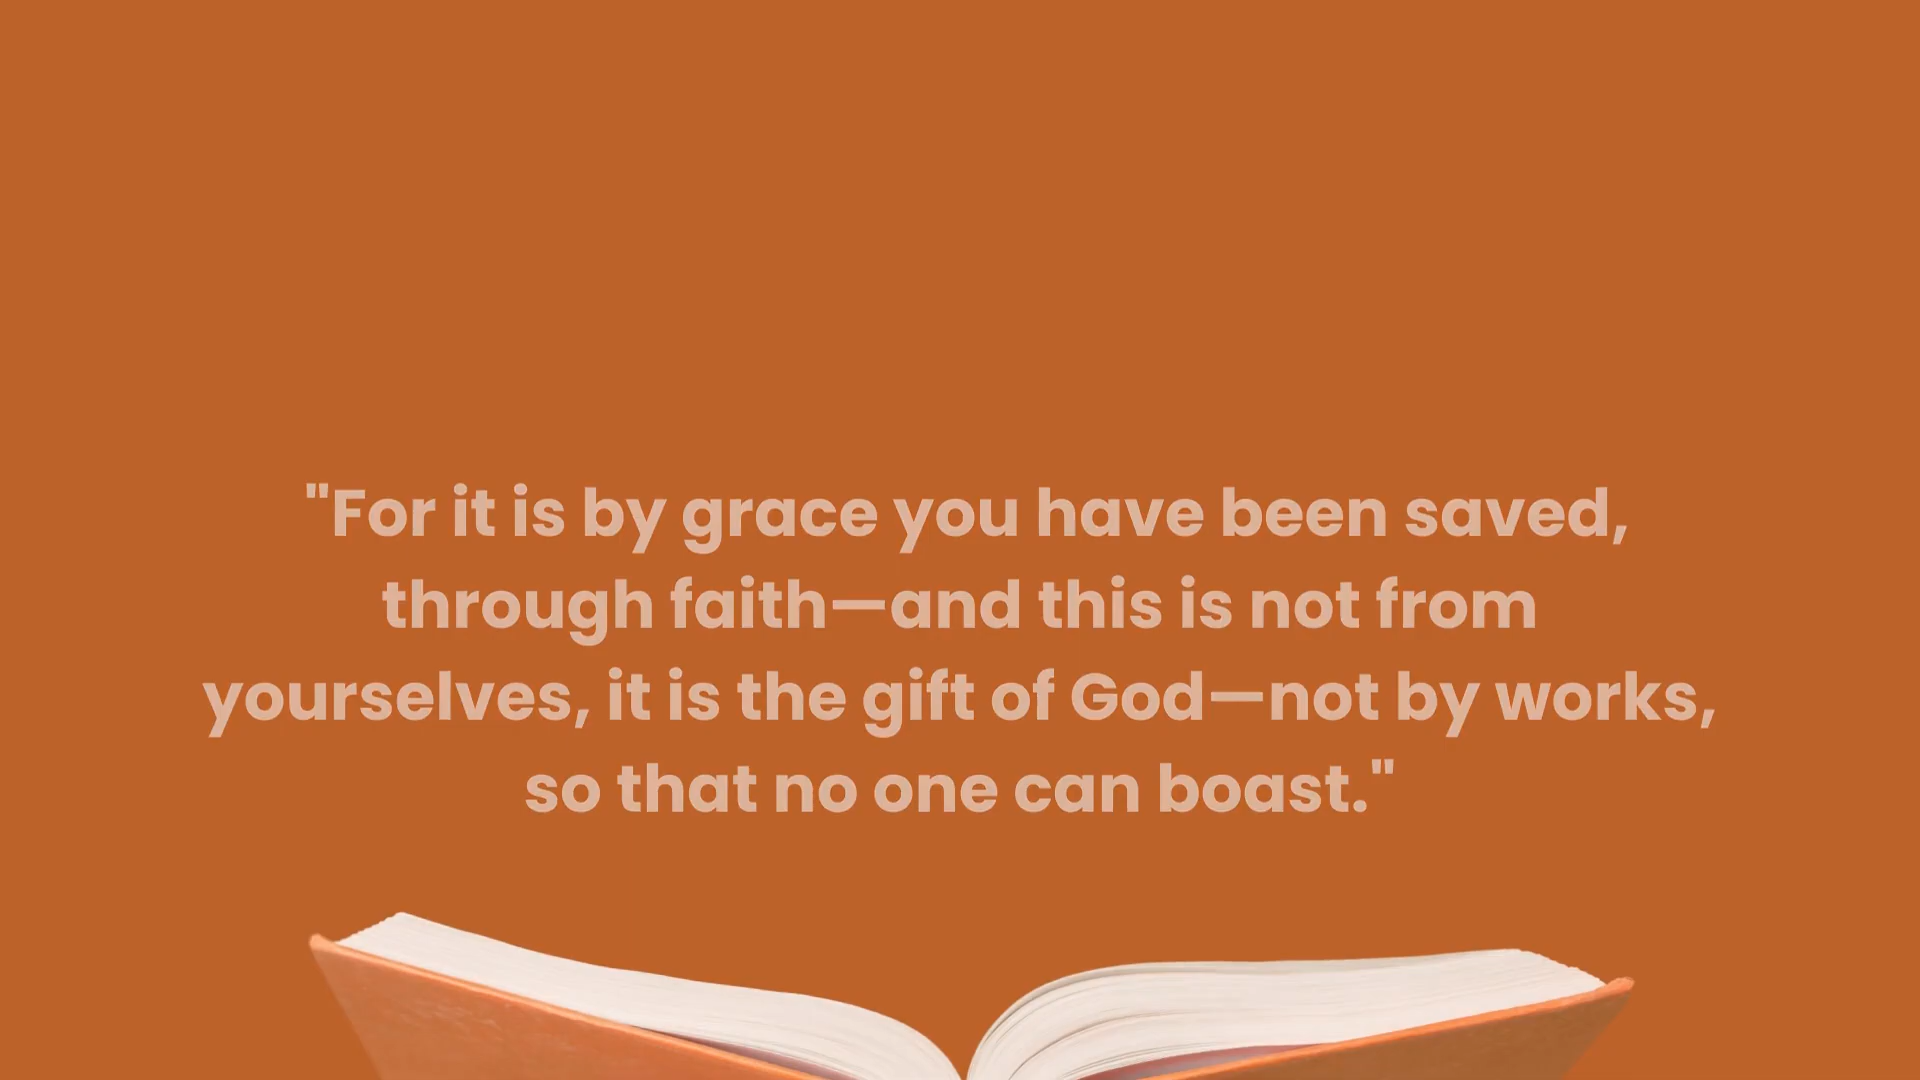 "For it is by grace you have been saved,
through faith—and this is not from
yourselves, it is the gift of God—not by works,
so that no one can boast."